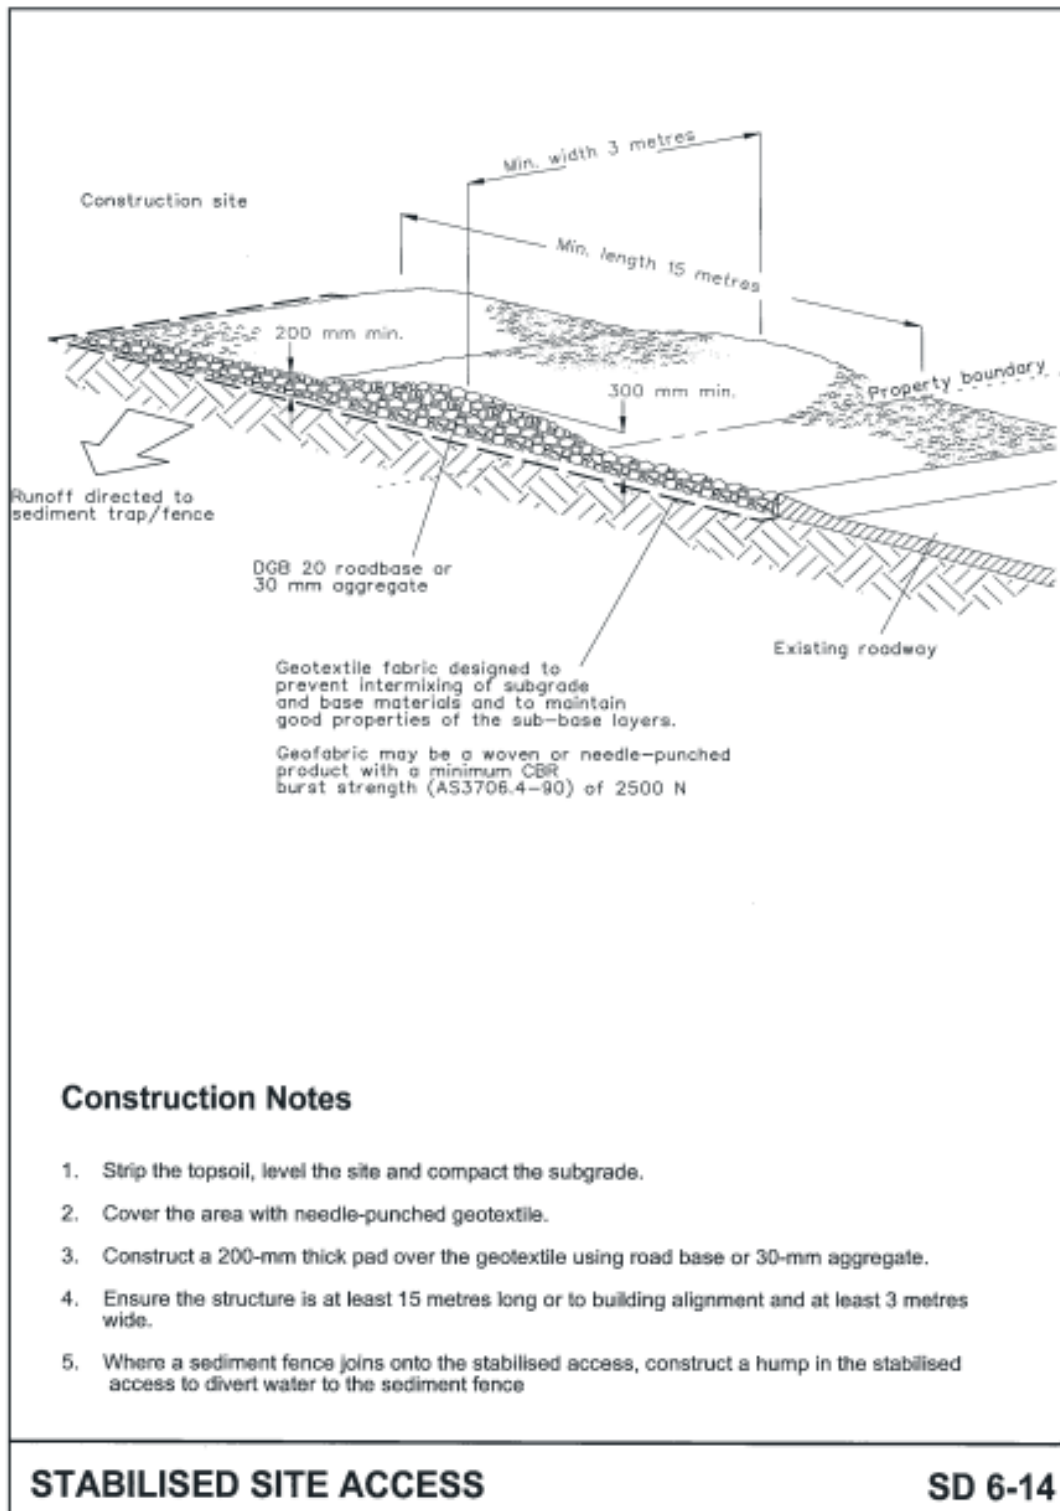 Min. width 3 metres
Construction site
Min. length 15 metres
200 mm min.
300 mm min.
Property boundary
Runoff directed to
sediment trap/fence
DGB 20 roadbase or
30 mm aggregate
Existing roadway
Geotextile fabric designed to
prevent intermixing of subgrade
and base materials and to maintain
good properties of the sub-base layers.
Geofabric may be a woven or needle-punched
product with a minimum CBR
burst strength (AS3706.4-90) of 2500 N
Construction Notes
1. Strip the topsoil, level the site and compact the subgrade.
2. Cover the area with needle-punched geotextile.
3. Construct a 200-mm thick pad over the geotextile using road base or 30-mm aggregate.
4. Ensure the structure is at least 15 metres long or to building alignment and at least 3 metres
wide.
5. Where a sediment fence joins onto the stabilised access, construct a hump in the stabilised
access to divert water to the sediment fence
STABILISED SITE ACCESS
SD 6-14